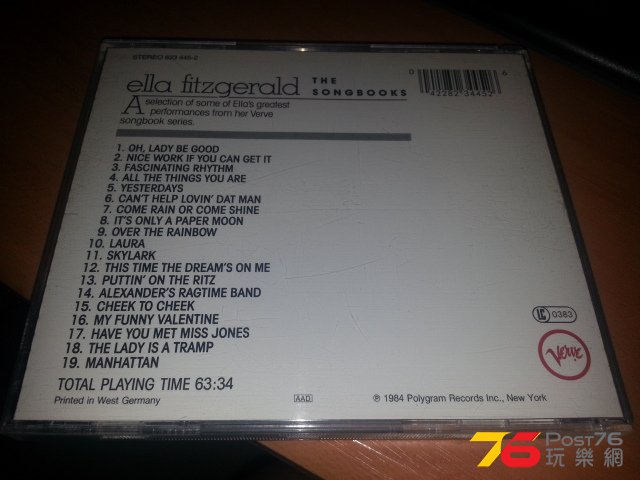 STEREO 823 445-2
ella fitzgerald THE SONGBOOKS
A selection of some of Ella's greatest
performances from her Verve
songbook series.
0 42282 34452 6
1. OH, LADY BE GOOD
2. NICE WORK IF YOU CAN GET IT
3. FASCINATING RHYTHM
4. ALL THE THINGS YOU ARE
5. YESTERDAYS
6. CAN'T HELP LOVIN' DAT MAN
7. COME RAIN OR COME SHINE
8. IT'S ONLY A PAPER MOON
9. OVER THE RAINBOW
10. LAURA
11. SKYLARK
12. THIS TIME THE DREAM'S ON ME
13. PUTTIN' ON THE RITZ
14. ALEXANDER'S RAGTIME BAND
15. CHEEK TO CHEEK
16. MY FUNNY VALENTINE
17. HAVE YOU MET MISS JONES
18. THE LADY IS A TRAMP
19. MANHATTAN
LC 0383
Verve
TOTAL PLAYING TIME 63:34
Printed in West Germany
AAD
℗ 1984 Polygram Records Inc., New York
76 POST76
玩樂網